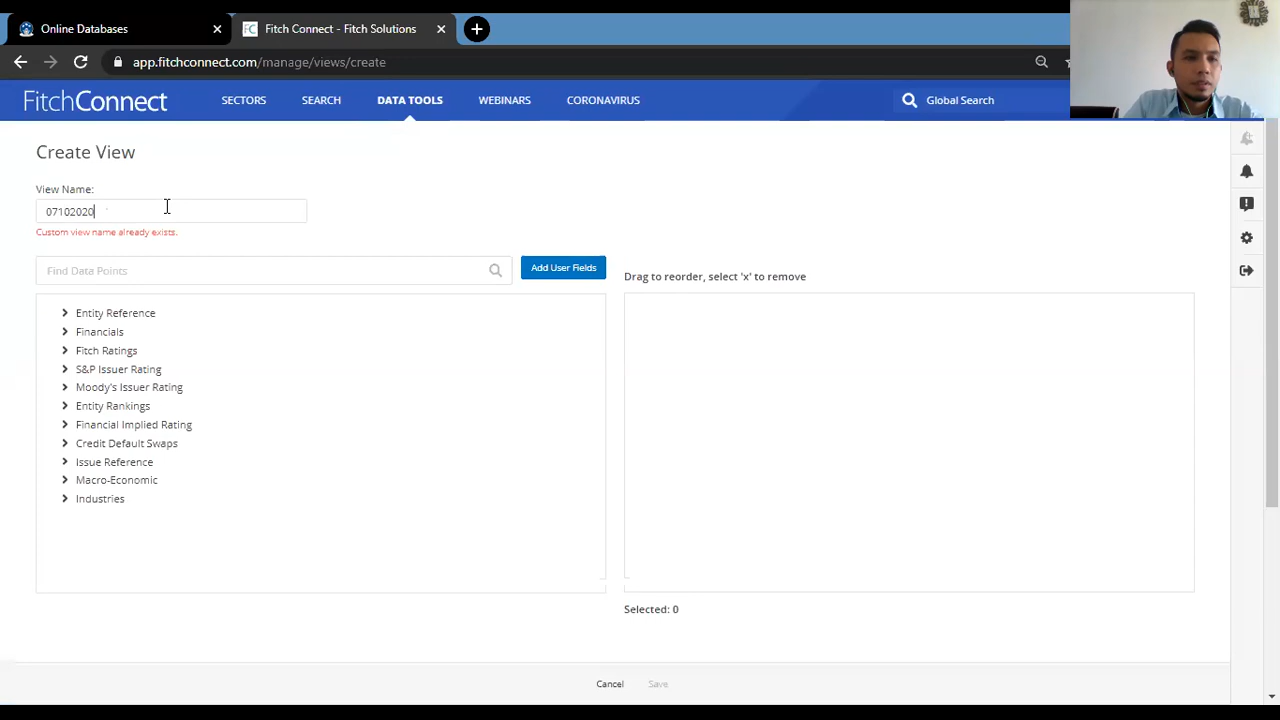 Online Databases
FC Fitch Connect - Fitch Solutions
app.fitchconnect.com/manage/views/create
FitchConnect
SECTORS
SEARCH
DATA TOOLS
WEBINARS
CORONAVIRUS
Global Search
Create View
View Name:
07102020
Custom view name already exists.
Find Data Points
Add User Fields
Drag to reorder, select 'x' to remove
Entity Reference
Financials
Fitch Ratings
S&P Issuer Rating
Moody's Issuer Rating
Entity Rankings
Financial Implied Rating
Credit Default Swaps
Issue Reference
Macro-Economic
Industries
Selected: 0
Cancel
Save